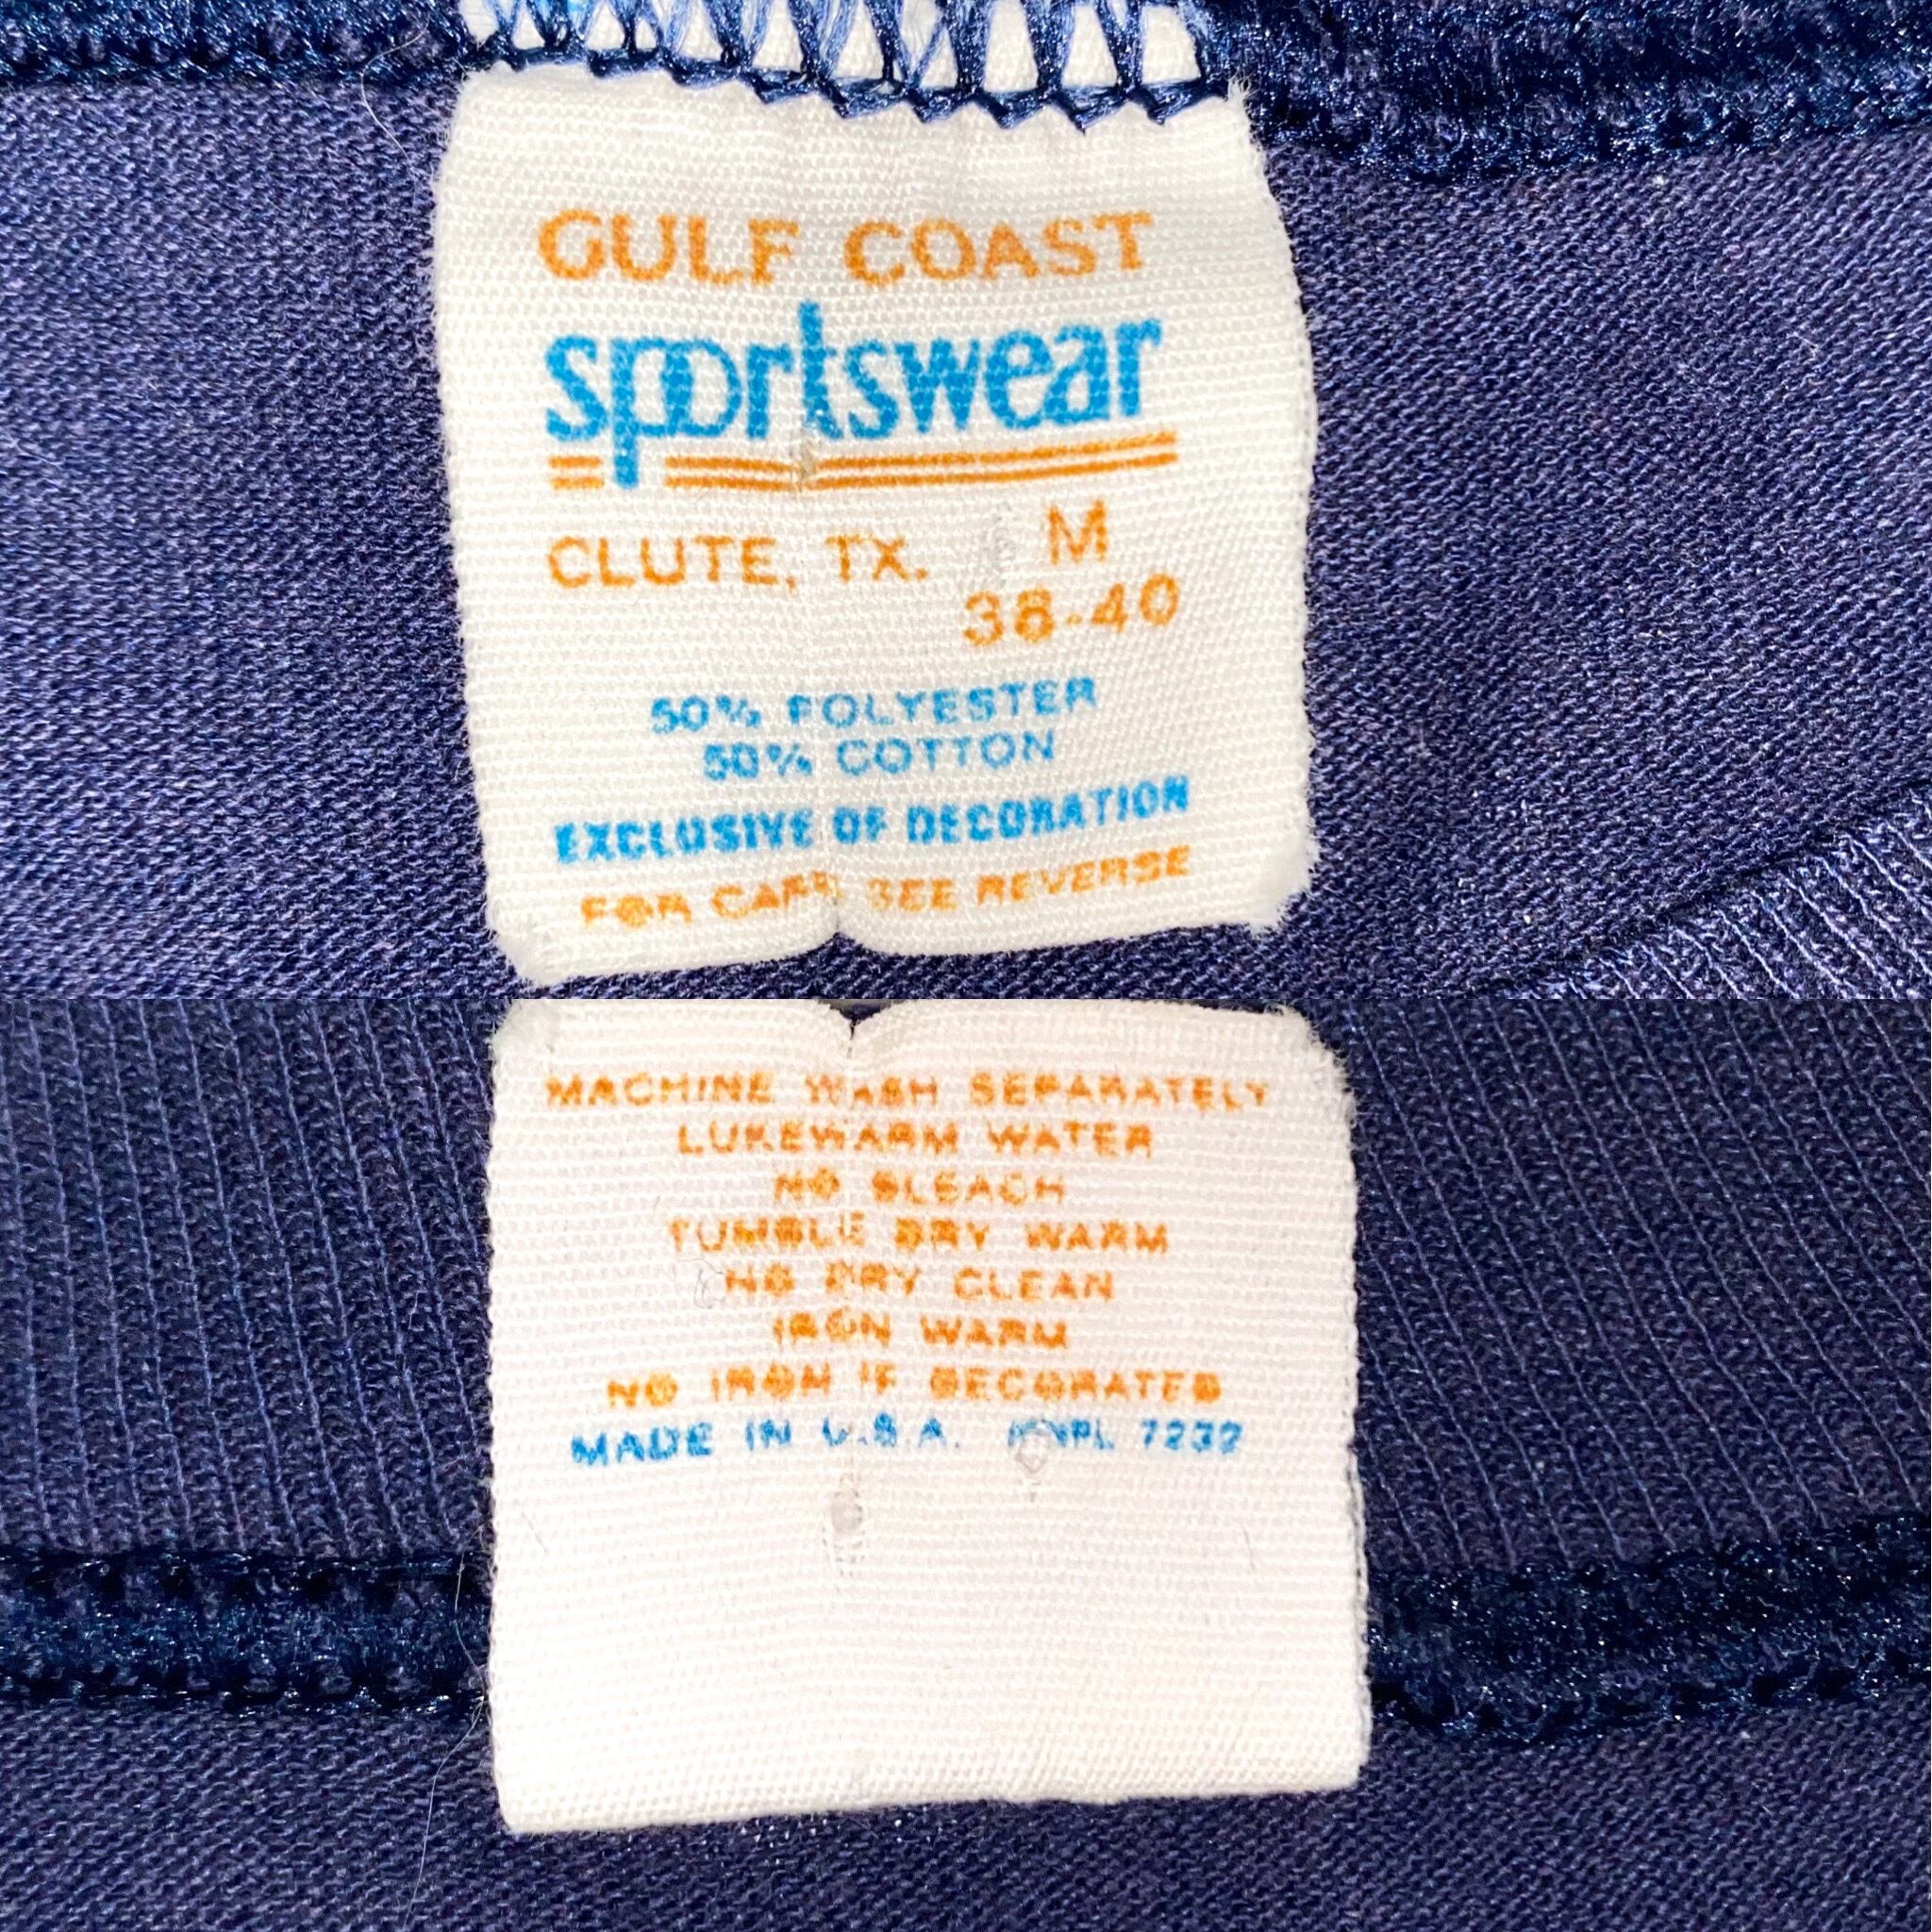 GULF COAST
sportswear
CLUTE, TX. M
38-40
50% POLYESTER
50% COTTON
EXCLUSIVE OF DECORATION
FOR CARE SEE REVERSE
MACHINE WASH SEPARATELY
LUKEWARM WATER
NO BLEACH
TUMBLE DRY WARM
NO DRY CLEAN
IRON WARM
NO IRON IF DECORATED
MADE IN U.S.A. WPL 7232